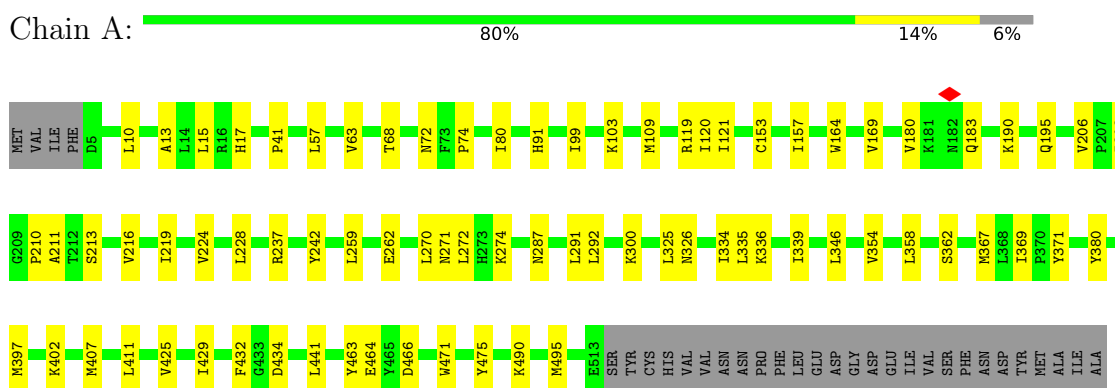 Chain A:
80% 14% 6%
MET VAL ILE PHE D5 L10 A13 L14 L15 R16 H17 P41 L57 V63 T68 N72 F73 P74 I80 H91 I99 K103 M109 R119 I120 I121 C153 I157 W164 V169 V180 K181 N182 Q183 K190 Q195 V206 P207
G209 P210 A211 T212 S213 V216 I219 V224 L228 R237 Y242 L259 E262 L270 N271 L272 H273 K274 N287 L291 L292 K300 L325 N326 I334 L335 K336 I339 L346 V354 L358 S362 M367 L368 I369 P370 Y371 Y380
M397 K402 M407 L411 V425 I429 F432 G433 D434 L441 Y463 E464 Y465 D466 W471 Y475 K490 M495 E513 SER TYR CYS HIS VAL VAL ASN ASN PRO PHE LEU GLU ASP GLY ASP GLU ILE VAL SER PHE ASN ASP TYR MET ALA ILE ALA